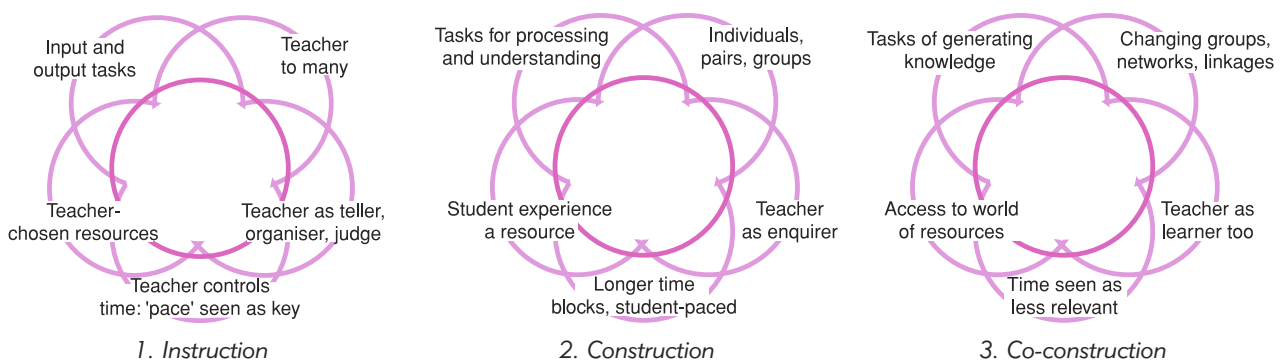 Input and
output tasks
Teacher
to many
Teacher-
chosen resources
Teacher as teller,
organiser, judge
Teacher controls
time: 'pace' seen as key
1. Instruction
Tasks for processing
and understanding
Individuals,
pairs, groups
Student experience
a resource
Teacher
as enquirer
Longer time
blocks, student-paced
2. Construction
Tasks of generating
knowledge
Changing groups,
networks, linkages
Access to world
of resources
Teacher as
learner too
Time seen as
less relevant
3. Co-construction